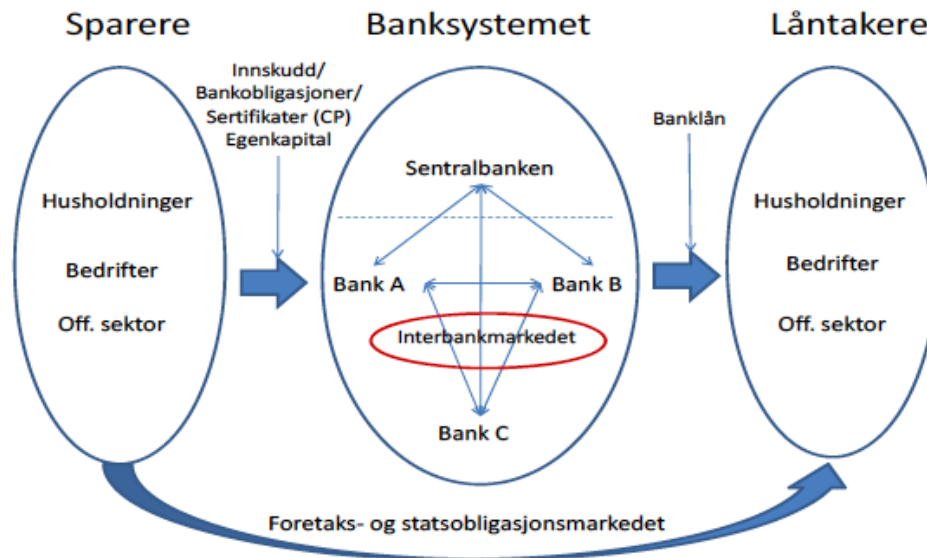 Sparere
Banksystemet
Låntakere
Innskudd/
Bankobligasjoner/
Sertifikater (CP)
Egenkapital
Banklån
Husholdninger
Bedrifter
Off. sektor
Sentralbanken
Bank A
Bank B
Interbankmarkedet
Bank C
Husholdninger
Bedrifter
Off. sektor
Foretaks- og statsobligasjonsmarkedet